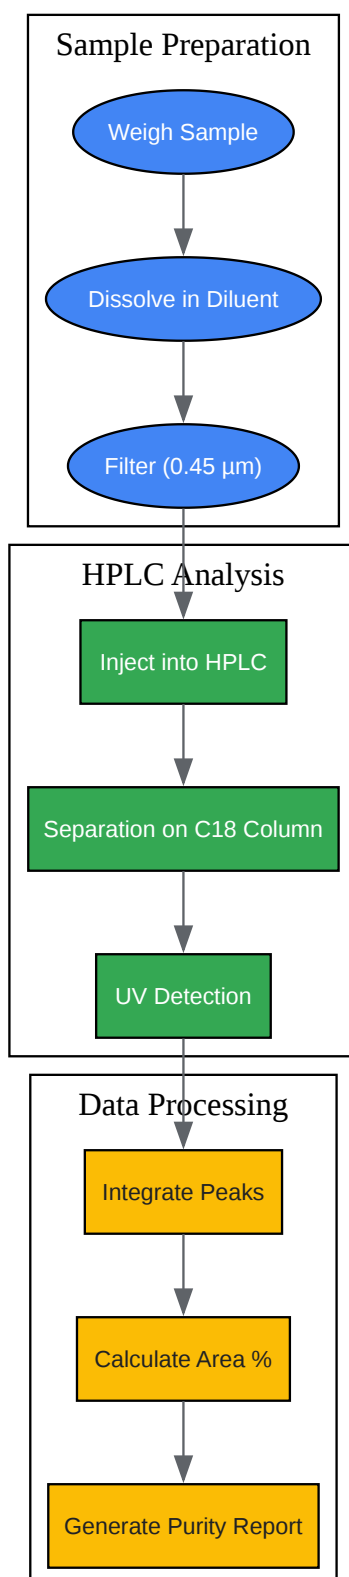 Sample Preparation
Weigh Sample
Dissolve in Diluent
Filter (0.45 µm)
HPLC Analysis
Inject into HPLC
Separation on C18 Column
UV Detection
Data Processing
Integrate Peaks
Calculate Area %
Generate Purity Report